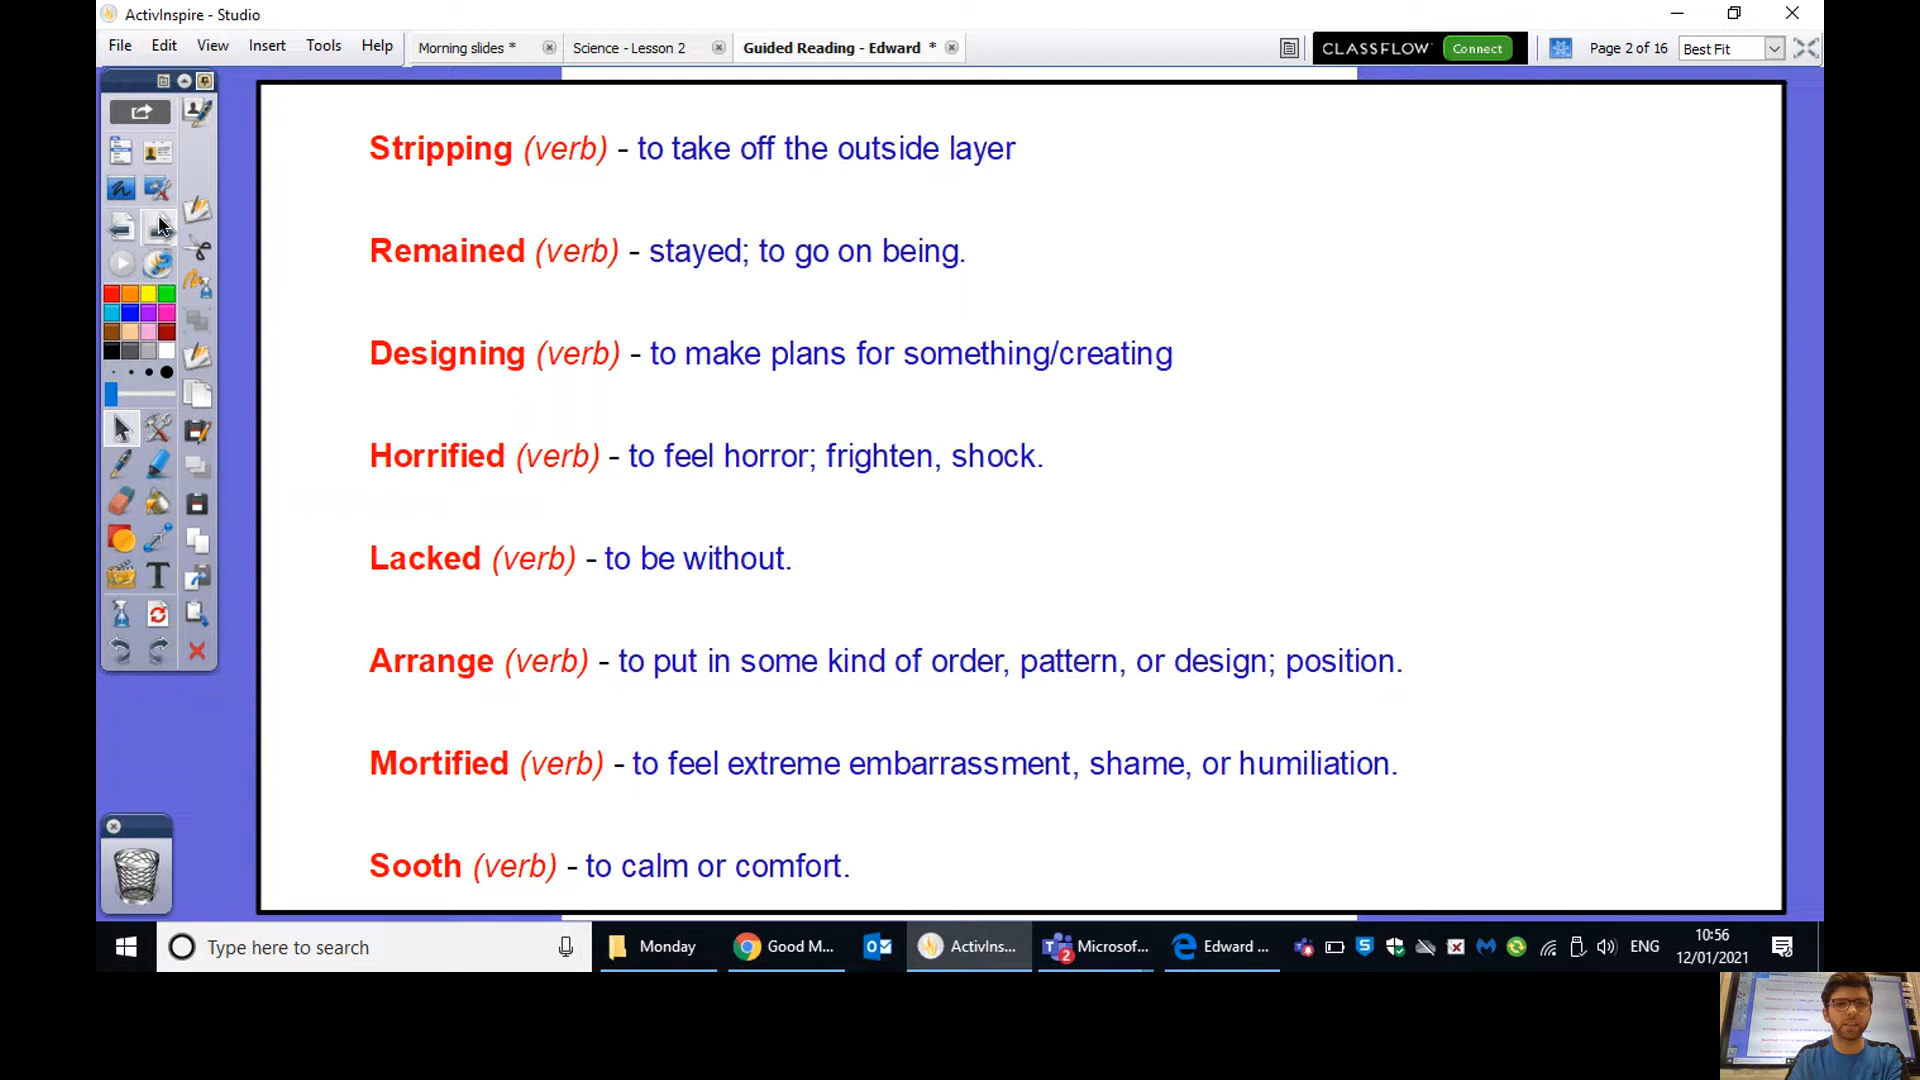 ActivInspire - Studio
File Edit View Insert Tools Help
Morning slides *
Science - Lesson 2
Guided Reading - Edward *
CLASSFLOW Connect
Page 2 of 16
Best Fit
Stripping (verb) - to take off the outside layer
Remained (verb) - stayed; to go on being.
Designing (verb) - to make plans for something/creating
Horrified (verb) - to feel horror; frighten, shock.
Lacked (verb) - to be without.
Arrange (verb) - to put in some kind of order, pattern, or design; position.
Mortified (verb) - to feel extreme embarrassment, shame, or humiliation.
Sooth (verb) - to calm or comfort.
Type here to search
Monday
Good M...
ActivIns...
2
Microsof...
Edward ...
ENG
10:56
12/01/2021